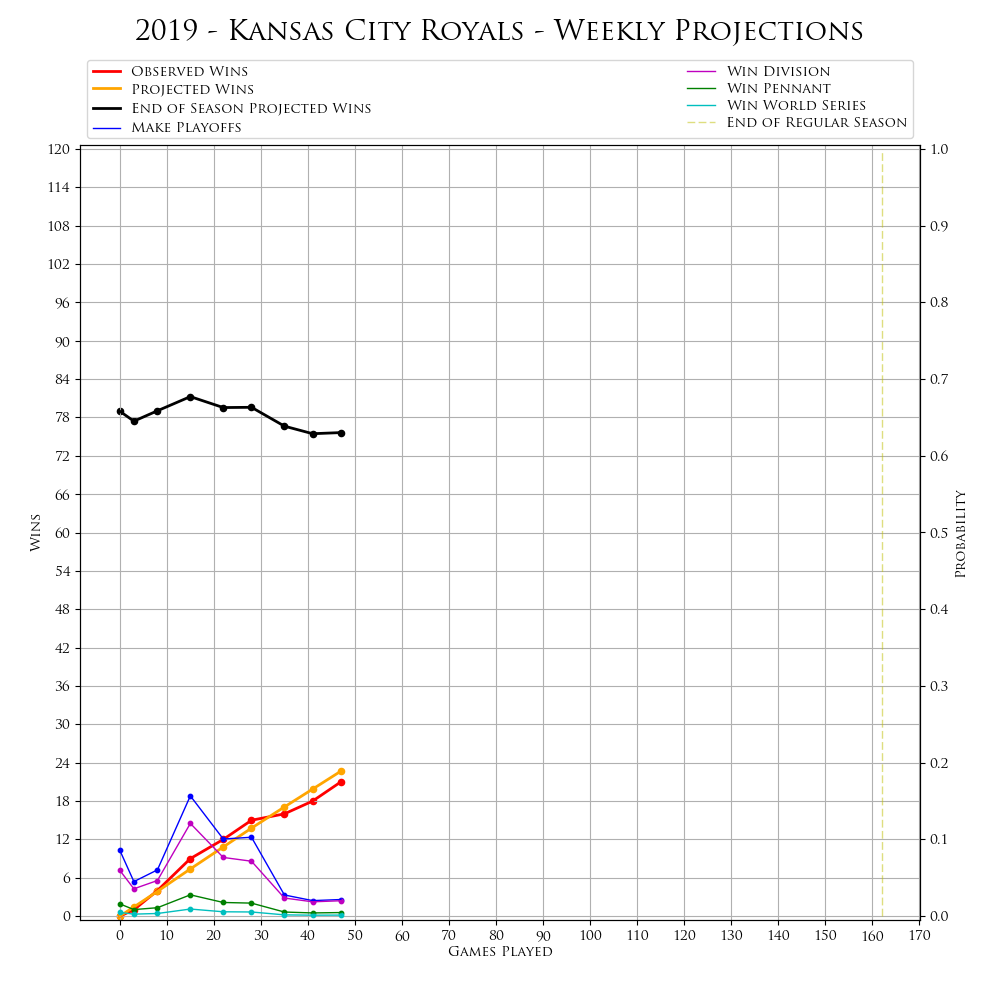 2019 - Kansas City Royals - Weekly Projections
Observed Wins
Projected Wins
End of Season Projected Wins
Make Playoffs
Win Division
Win Pennant
Win World Series
End of Regular Season
120
114
108
102
96
90
84
78
72
66
60
54
48
42
36
30
24
18
12
6
0
Wins
1.0
0.9
0.8
0.7
0.6
0.5
0.4
0.3
0.2
0.1
0.0
Probability
0 10 20 30 40 50 60 70 80 90 100 110 120 130 140 150 160 170
Games Played